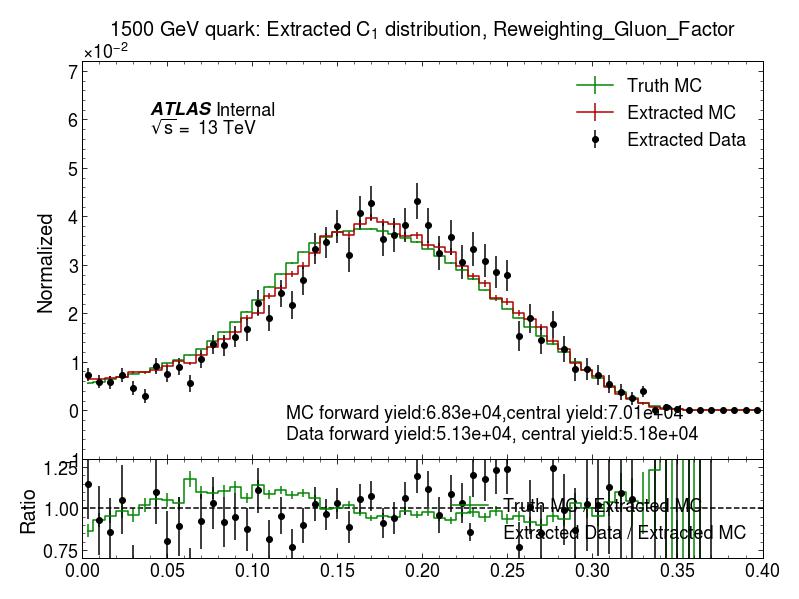 1500 GeV quark: Extracted C₁ distribution, Reweighting_Gluon_Factor
×10⁻²
7
ATLAS Internal
√s = 13 TeV
Truth MC
Extracted MC
Extracted Data
6
5
4
3
2
1
0
Normalized
MC forward yield:6.83e+04,central yield:7.01e+04
Data forward yield:5.13e+04, central yield:5.18e+04
1.25
1.00
0.75
Ratio
Truth MC / Extracted MC
Extracted Data / Extracted MC
0.00 0.05 0.10 0.15 0.20 0.25 0.30 0.35 0.40